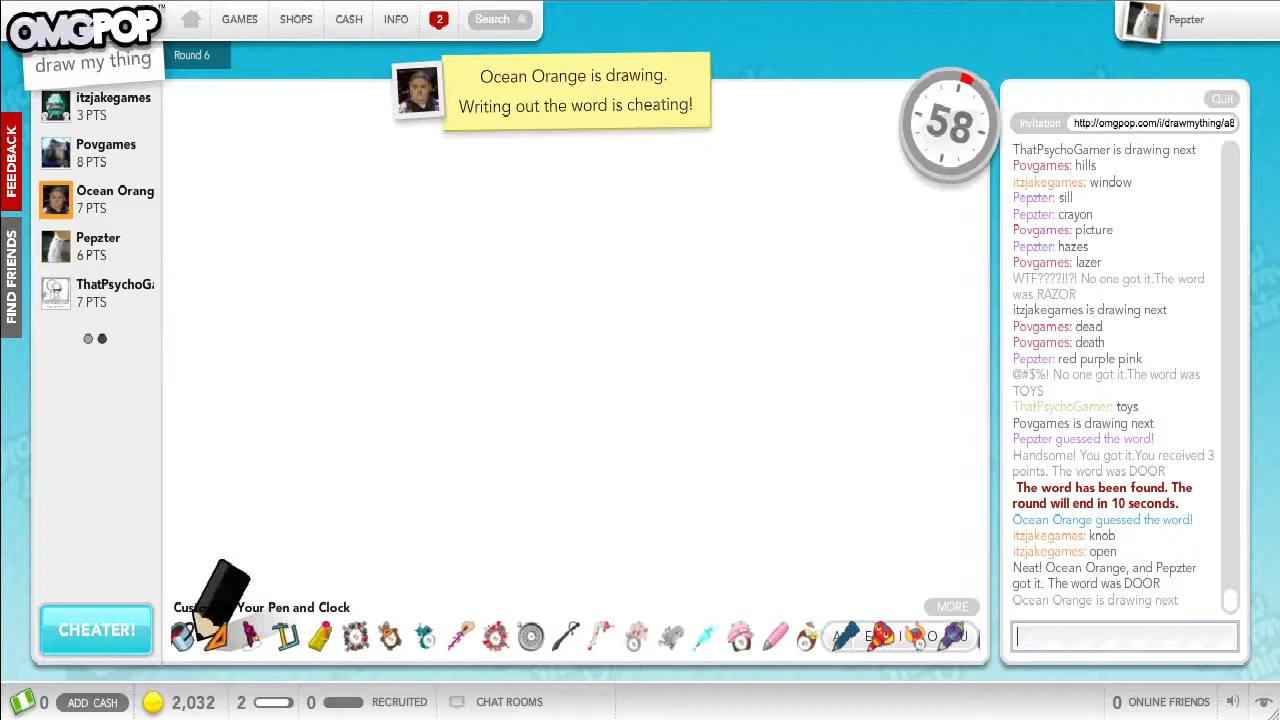 OMGPOP™
draw my thing
GAMES
SHOPS
CASH
INFO
2
Search
Pepzter
Round 6
Ocean Orange is drawing.
Writing out the word is cheating!
58
FEEDBACK
FIND FRIENDS
itzjakegames
3 PTS
Povgames
8 PTS
Ocean Orang
7 PTS
Pepzter
6 PTS
ThatPsychoGa
7 PTS
CHEATER!
Your Pen and Clock
MORE
Quit
Invitation http://omgpop.com/i/drawmything/a8
ThatPsychoGamer is drawing next
Povgames: hills
itzjakegames: window
Pepzter: sill
Pepzter: crayon
Povgames: picture
Pepzter: hazes
Povgames: lazer
WTF????!!?! No one got it.The word
was RAZOR
itzjakegames is drawing next
Povgames: dead
Povgames: death
Pepzter: red purple pink
@#$%! No one got it.The word was
TOYS
ThatPsychoGamer: toys
Povgames is drawing next
Pepzter guessed the word!
Handsome! You got it.You received 3
points. The word was DOOR
The word has been found. The
round will end in 10 seconds.
Ocean Orange guessed the word!
itzjakegames: knob
itzjakegames: open
Neat! Ocean Orange, and Pepzter
got it. The word was DOOR
Ocean Orange is drawing next
0 ADD CASH 2,032 2 0 RECRUITED CHAT ROOMS 0 ONLINE FRIENDS